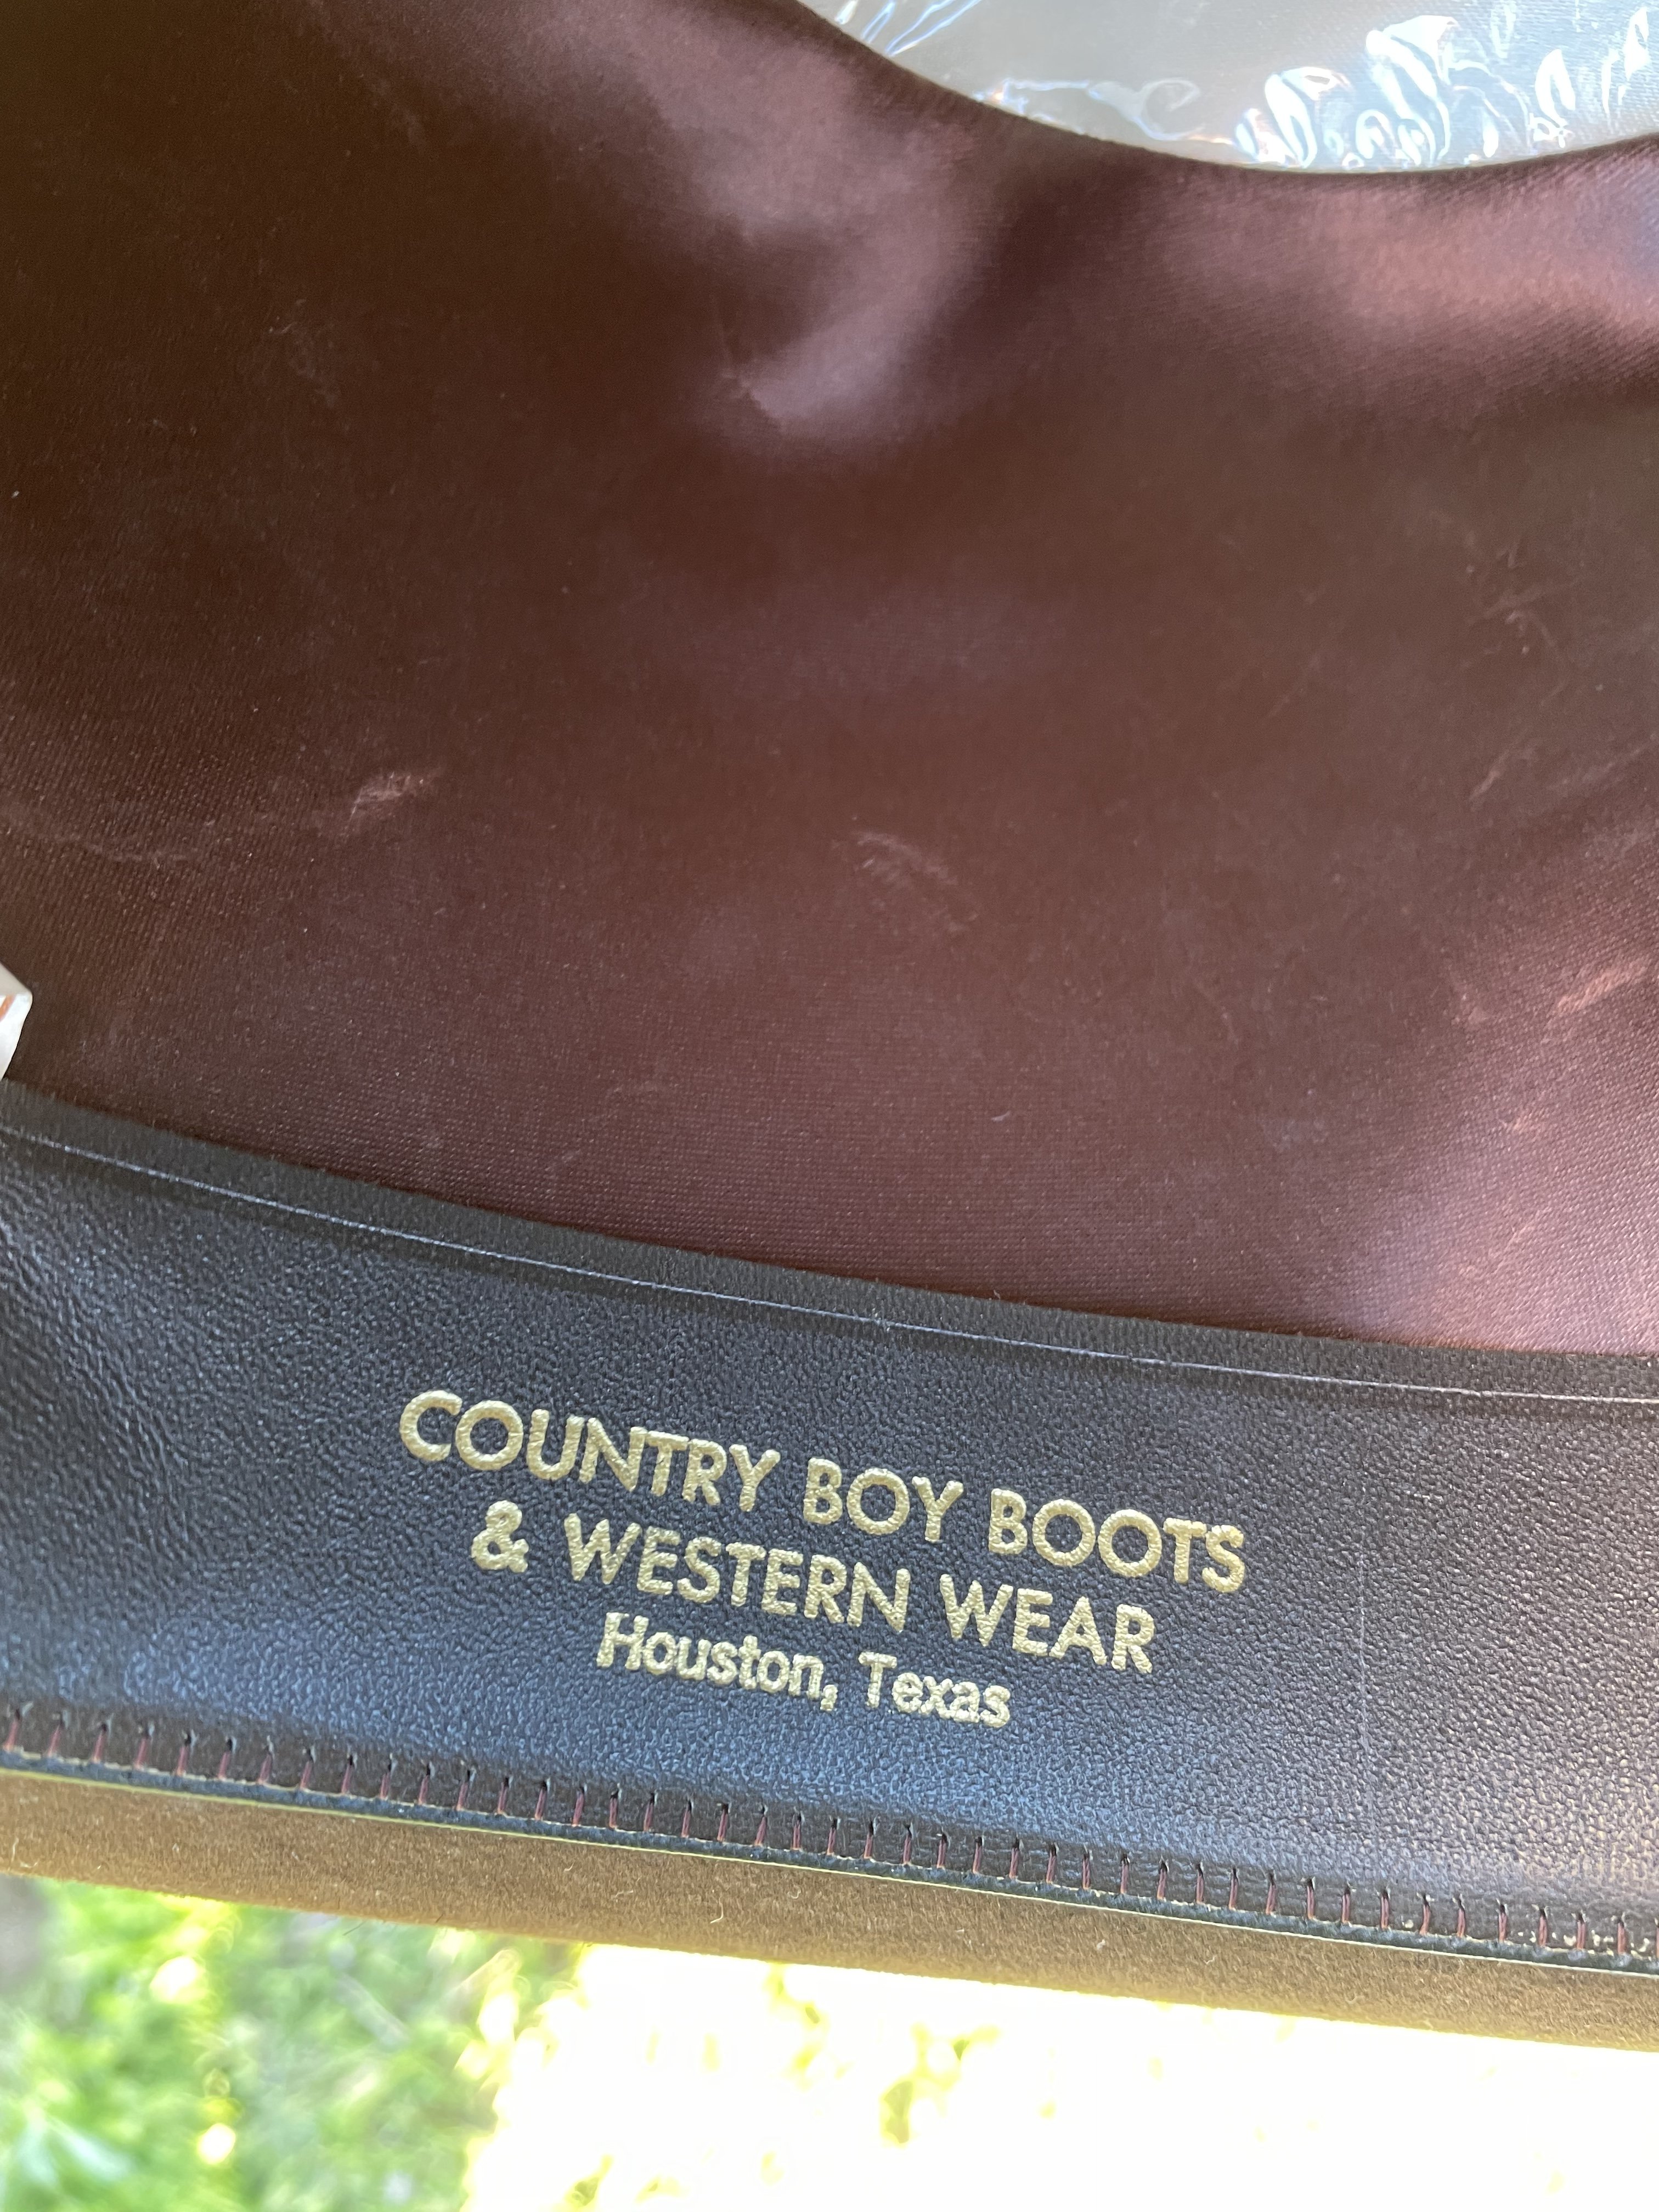 COUNTRY BOY BOOTS
& WESTERN WEAR
Houston, Texas